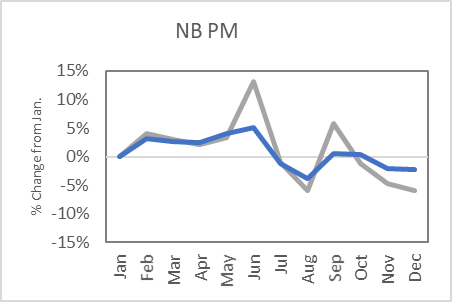 NB PM
% Change from Jan.
15%
10%
5%
0%
-5%
-10%
-15%
Jan
Feb
Mar
Apr
May
Jun
Jul
Aug
Sep
Oct
Nov
Dec